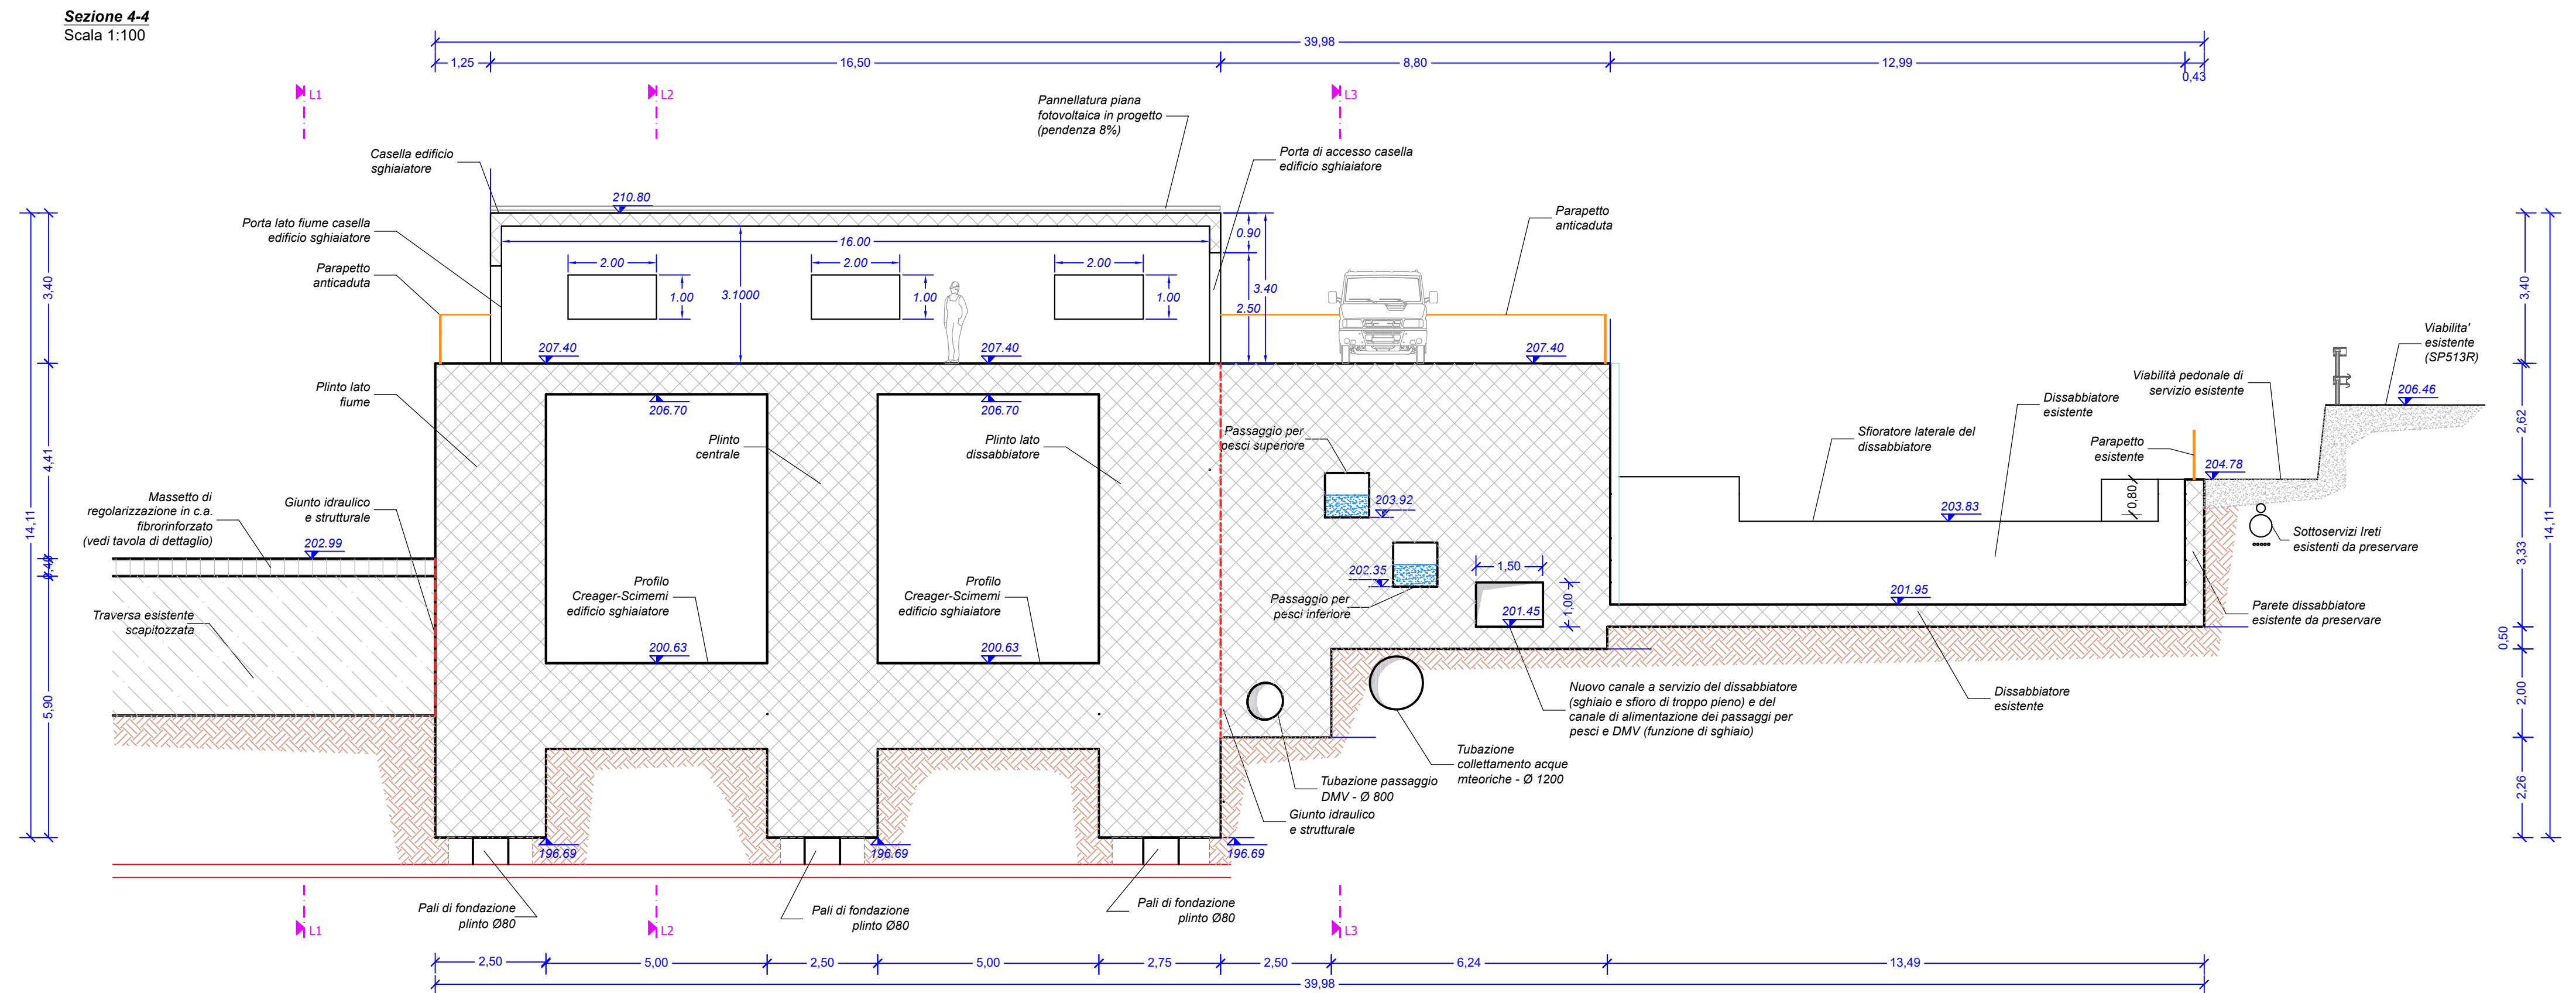 Sezione 4-4
Scala 1:100
39,98
1,25
16,50
8,80
12,99
0,43
L1
L2
L3
Pannellatura piana
fotovoltaica in progetto
(pendenza 8%)
Casella edificio
sghiaiatore
Porta di accesso casella
edificio sghiaiatore
210.80
Porta lato fiume casella
edificio sghiaiatore
Parapetto
anticaduta
Parapetto
anticaduta
16.00
0.90
3.40
2.50
2.00
2.00
2.00
1.00
1.00
1.00
3.1000
3,40
3,40
207.40
207.40
207.40
Viabilita'
esistente
(SP513R)
206.46
Viabilità pedonale di
servizio esistente
Plinto lato
fiume
206.70
206.70
Dissabbiatore
esistente
2,62
Plinto
centrale
Plinto lato
dissabbiatore
Passaggio per
pesci superiore
Sfioratore laterale del
dissabbiatore
Parapetto
esistente
4,41
204.78
203.92
0,80
203.83
14,11
14,11
Massetto di
regolarizzazione in c.a.
fibrorinforzato
(vedi tavola di dettaglio)
Giunto idraulico
e strutturale
202.99
Sottoservizi Ireti
esistenti da preservare
3,33
202.35
1,50
1,00
201.45
201.95
Profilo
Creager-Scimemi
edificio sghiaiatore
Profilo
Creager-Scimemi
edificio sghiaiatore
Passaggio per
pesci inferiore
Traversa esistente
scapitozzata
Parete dissabbiatore
esistente da preservare
0,50
200.63
200.63
5,90
Nuovo canale a servizio del dissabbiatore
(sghiaio e sfioro di troppo pieno) e del
canale di alimentazione dei passaggi per
pesci e DMV (funzione di sghiaio)
Dissabbiatore
esistente
2,00
Tubazione
collettamento acque
mteoriche - Ø 1200
Tubazione passaggio
DMV - Ø 800
2,26
Giunto idraulico
e strutturale
196.69
196.69
196.69
Pali di fondazione
plinto Ø80
Pali di fondazione
plinto Ø80
Pali di fondazione
plinto Ø80
L1
L2
L3
2,50
5,00
2,50
5,00
2,75
2,50
6,24
13,49
39,98